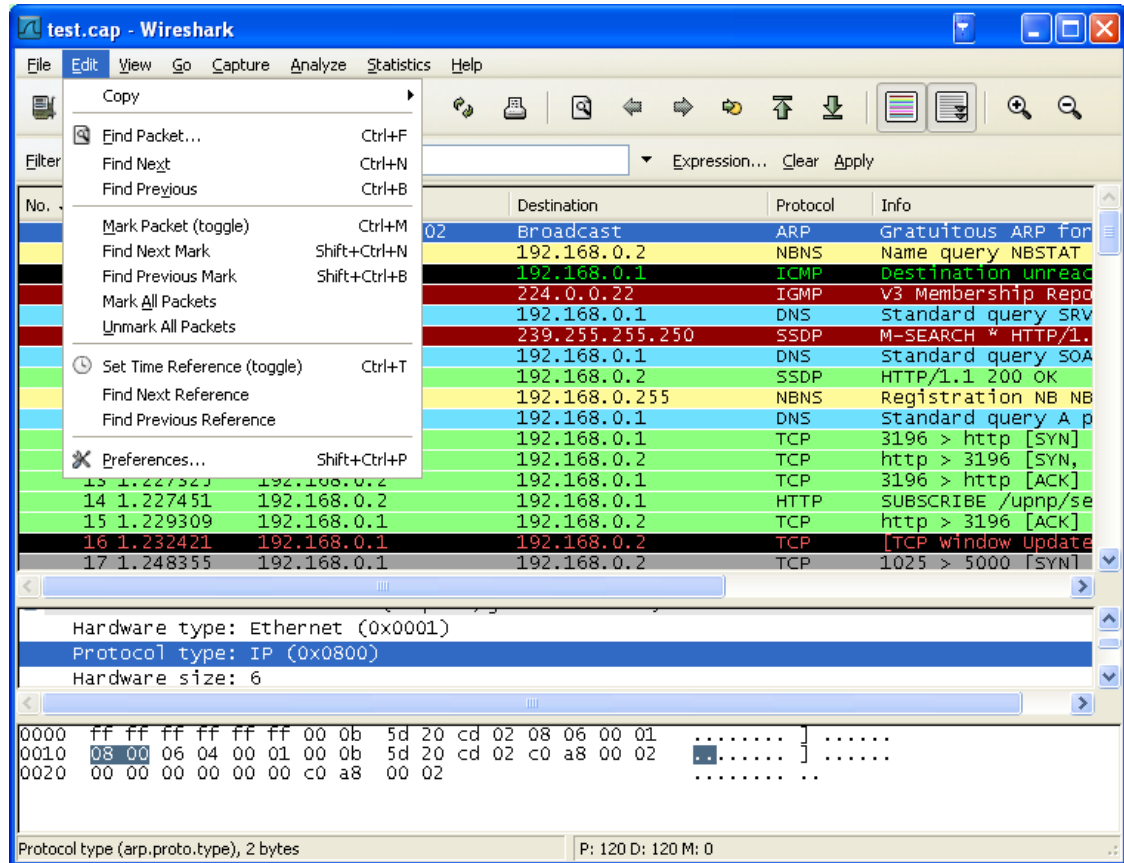 test.cap - Wireshark
File Edit View Go Capture Analyze Statistics Help
Copy
Find Packet... Ctrl+F
Filter Find Next Ctrl+N Expression... Clear Apply
Find Previous Ctrl+B
No. Destination Protocol Info
Mark Packet (toggle) Ctrl+M 02 Broadcast ARP Gratuitous ARP for
Find Next Mark Shift+Ctrl+N 192.168.0.2 NBNS Name query NBSTAT
Find Previous Mark Shift+Ctrl+B 192.168.0.1 ICMP Destination unreac
Mark All Packets 224.0.0.22 IGMP V3 Membership Repo
192.168.0.1 DNS Standard query SRV
Unmark All Packets 239.255.255.250 SSDP M-SEARCH * HTTP/1.
192.168.0.1 DNS Standard query SOA
Set Time Reference (toggle) Ctrl+T 192.168.0.2 SSDP HTTP/1.1 200 OK
Find Next Reference 192.168.0.255 NBNS Registration NB NB
Find Previous Reference 192.168.0.1 DNS Standard query A p
192.168.0.1 TCP 3196 > http [SYN]
Preferences... Shift+Ctrl+P 192.168.0.2 TCP http > 3196 [SYN,
13 1.227325 192.168.0.2 192.168.0.1 TCP 3196 > http [ACK]
14 1.227451 192.168.0.2 192.168.0.1 HTTP SUBSCRIBE /upnp/se
15 1.229309 192.168.0.1 192.168.0.2 TCP http > 3196 [ACK]
16 1.232421 192.168.0.1 192.168.0.2 TCP [TCP Window Update
17 1.248355 192.168.0.1 192.168.0.2 TCP 1025 > 5000 [SYN]
Hardware type: Ethernet (0x0001)
Protocol type: IP (0x0800)
Hardware size: 6
0000 ff ff ff ff ff ff 00 0b 5d 20 cd 02 08 06 00 01 ........ ] ......
0010 08 00 06 04 00 01 00 0b 5d 20 cd 02 c0 a8 00 02 ........ ] ......
0020 00 00 00 00 00 00 c0 a8 00 02 ........ ..
Protocol type (arp.proto.type), 2 bytes P: 120 D: 120 M: 0